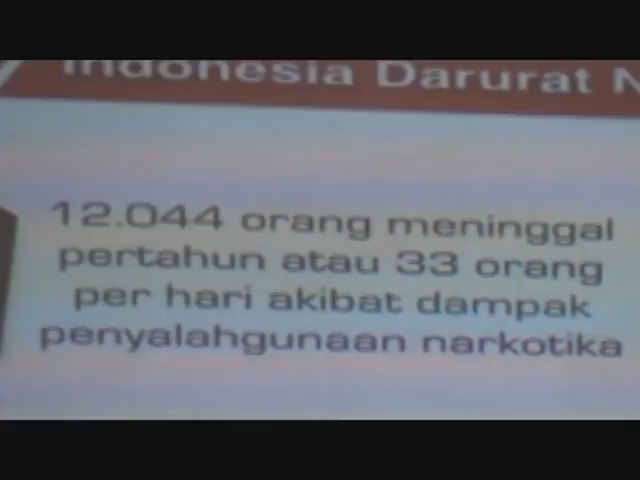 Indonesia Darurat
12.044 orang meninggal
pertahun atau 33 orang
per hari akibat dampak
penyalahgunaan narkotika